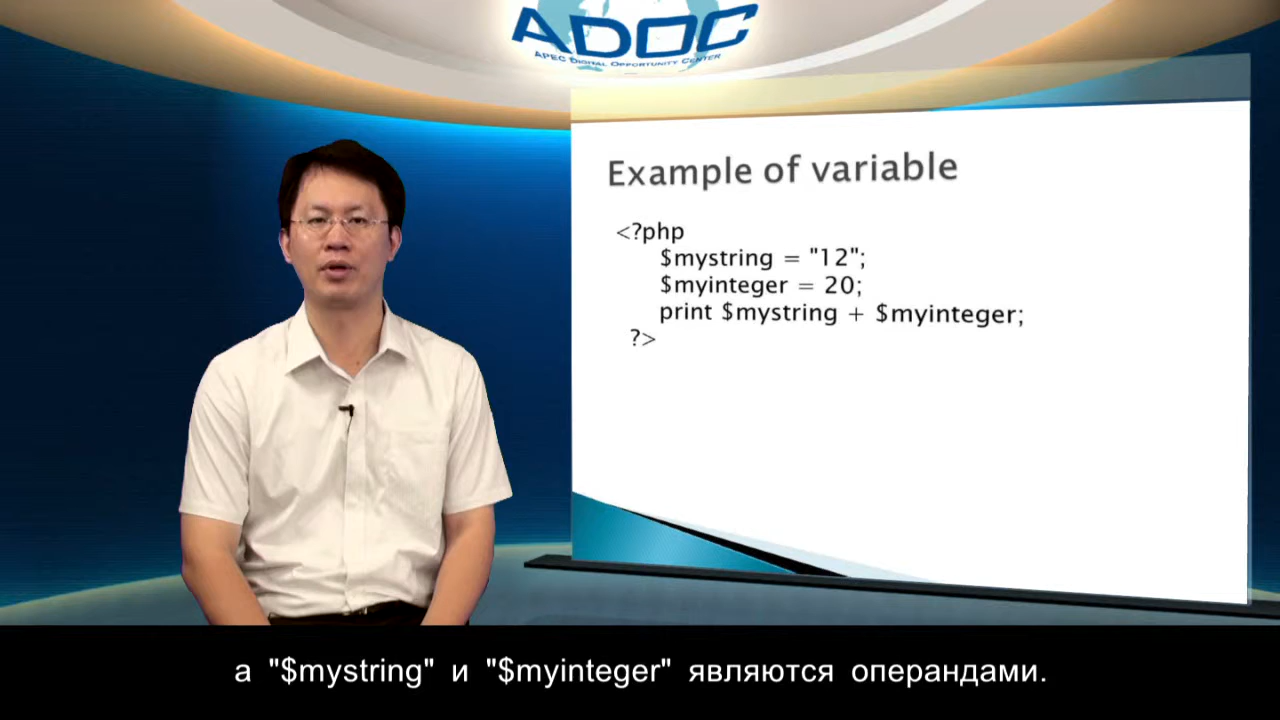 ADOC
APEC DIGITAL OPPORTUNITY CENTER
Example of variable
<?php
$mystring = "12";
$myinteger = 20;
print $mystring + $myinteger;
?>
а "$mystring" и "$myinteger" являются операндами.